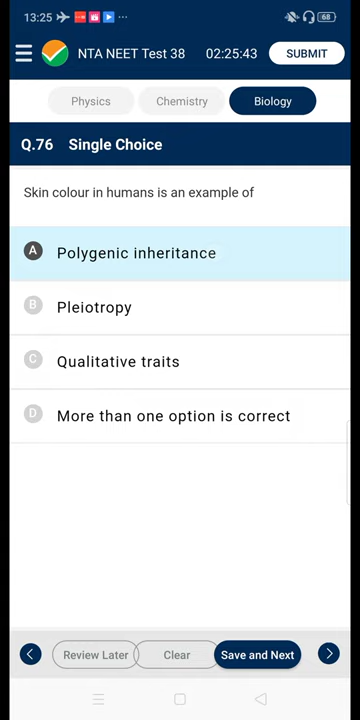 13:25 68
NTA NEET Test 38 02:25:43 SUBMIT
Physics Chemistry Biology
Q.76 Single Choice
Skin colour in humans is an example of
A Polygenic inheritance
B Pleiotropy
C Qualitative traits
D More than one option is correct
Review Later Clear Save and Next